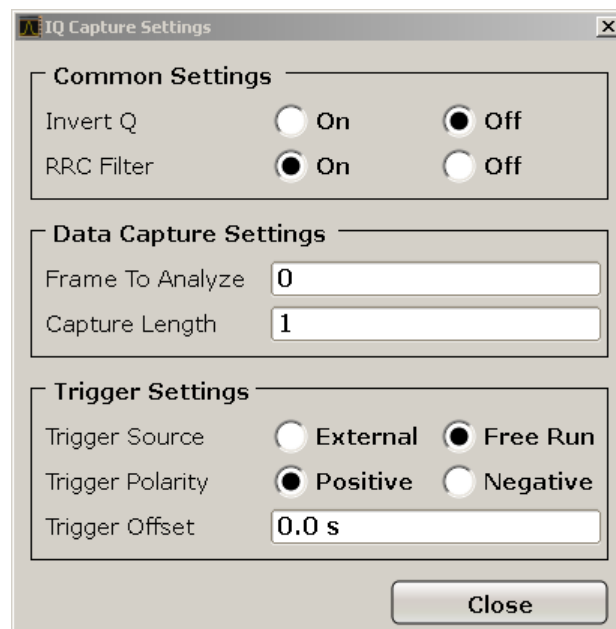 IQ Capture Settings
Common Settings
Invert Q On Off
RRC Filter On Off
Data Capture Settings
Frame To Analyze 0
Capture Length 1
Trigger Settings
Trigger Source External Free Run
Trigger Polarity Positive Negative
Trigger Offset 0.0 s
Close